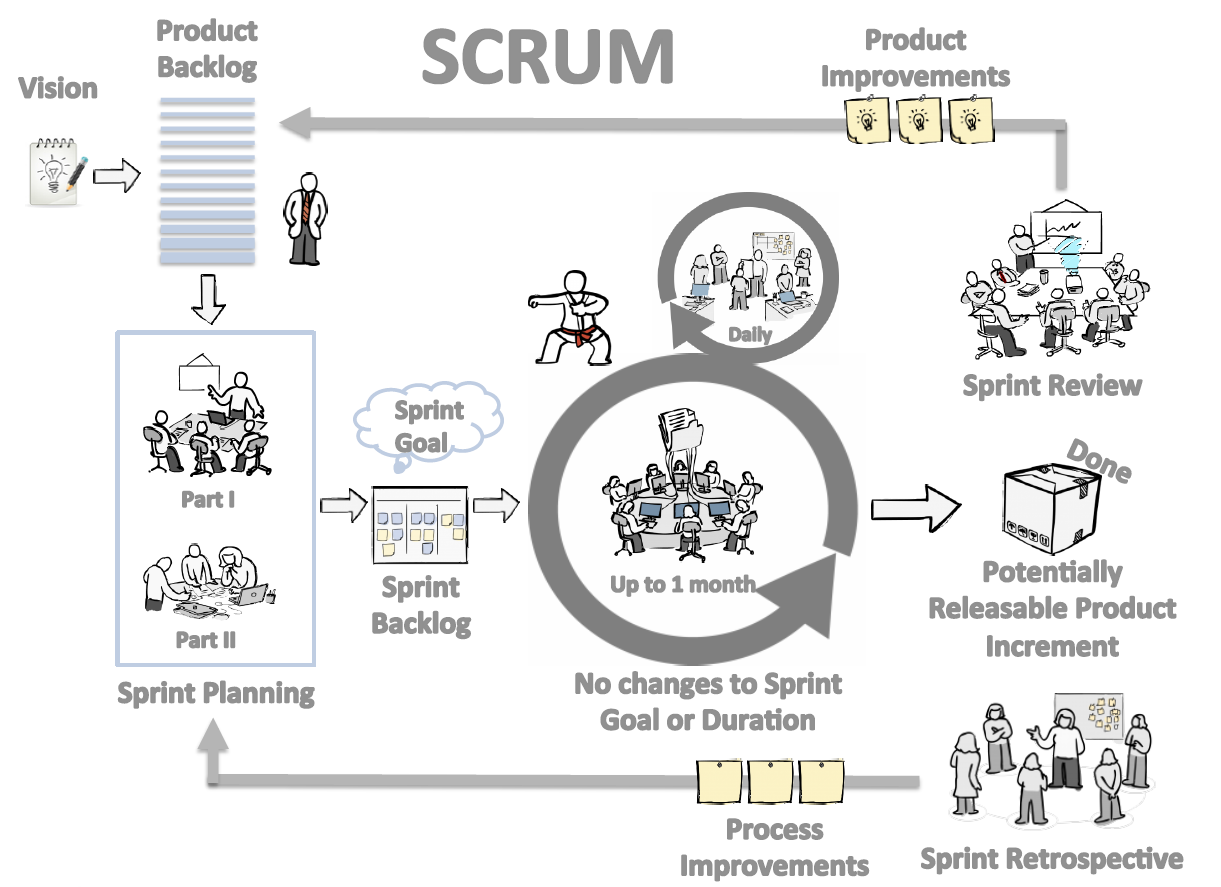 SCRUM
Vision
Product
Backlog
Product
Improvements
Daily
Sprint Review
Part I
Part II
Sprint Planning
Sprint
Goal
Sprint
Backlog
Up to 1 month
No changes to Sprint
Goal or Duration
Done
Potentially
Releasable Product
Increment
Process
Improvements
Sprint Retrospective